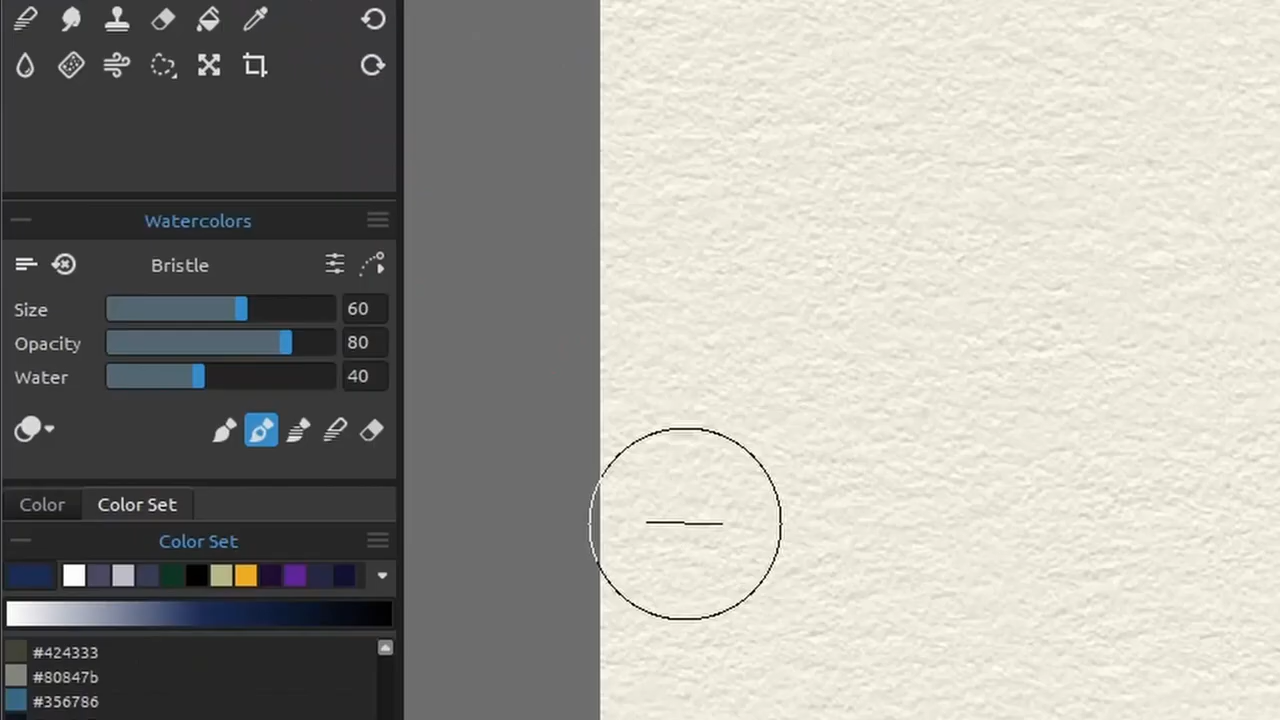 Watercolors
Bristle
Size 60
Opacity 80
Water 40
Color Color Set
Color Set
#424333
#80847b
#356786